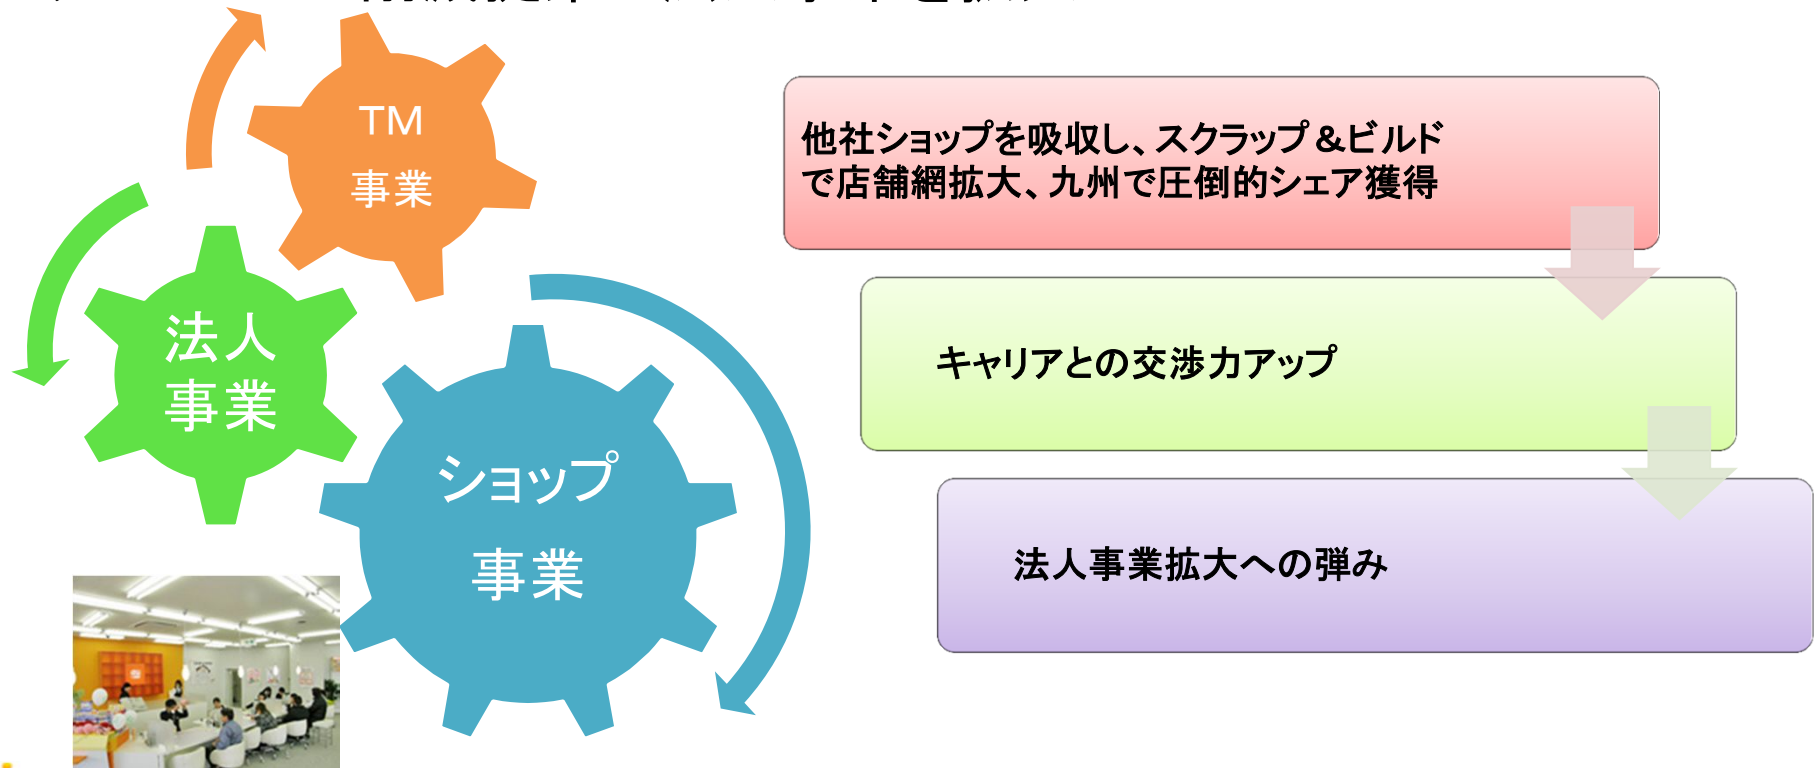 TM
事業
法人
事業
ショップ
事業
他社ショップを吸収し、スクラップ&ビルド
で店舗網拡大、九州で圧倒的シェア獲得
キャリアとの交渉力アップ
法人事業拡大への弾み